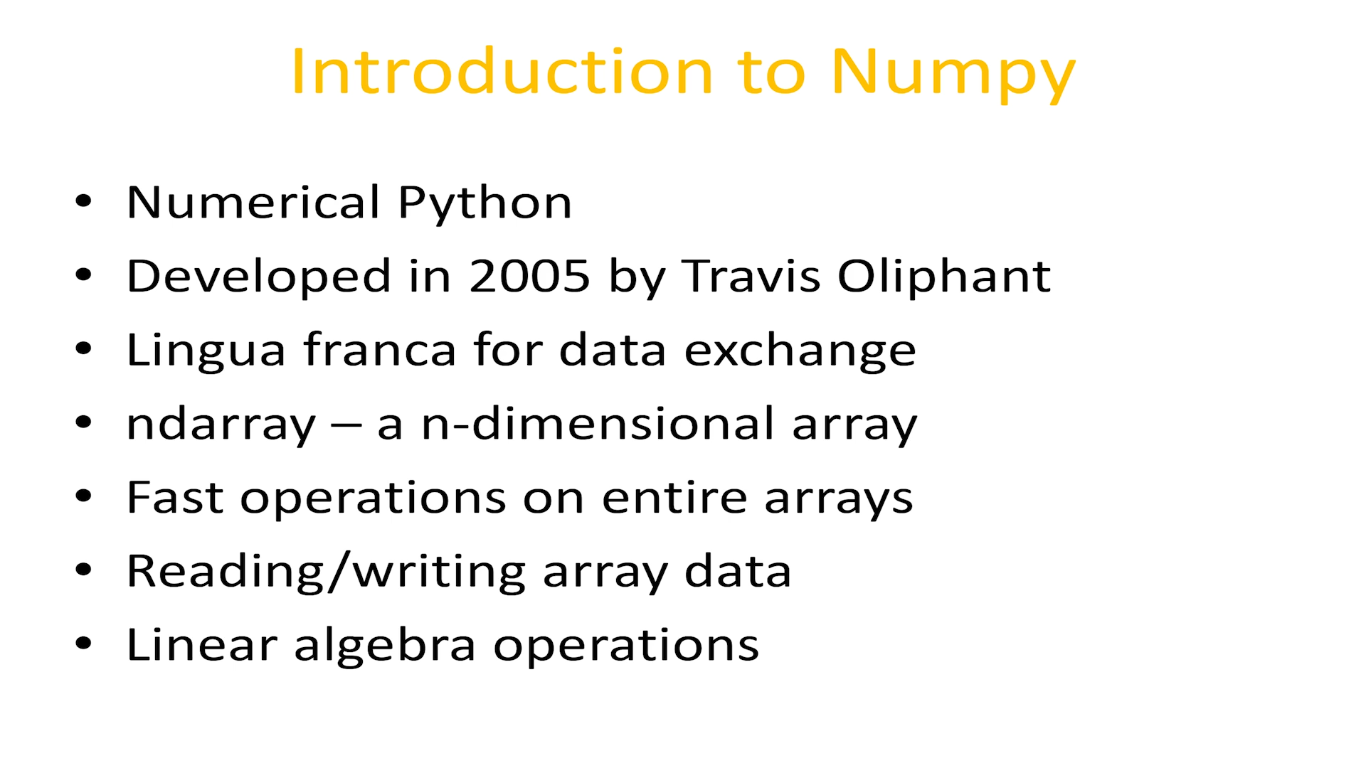 Introduction to Numpy
• Numerical Python
• Developed in 2005 by Travis Oliphant
• Lingua franca for data exchange
• ndarray – a n-dimensional array
• Fast operations on entire arrays
• Reading/writing array data
• Linear algebra operations